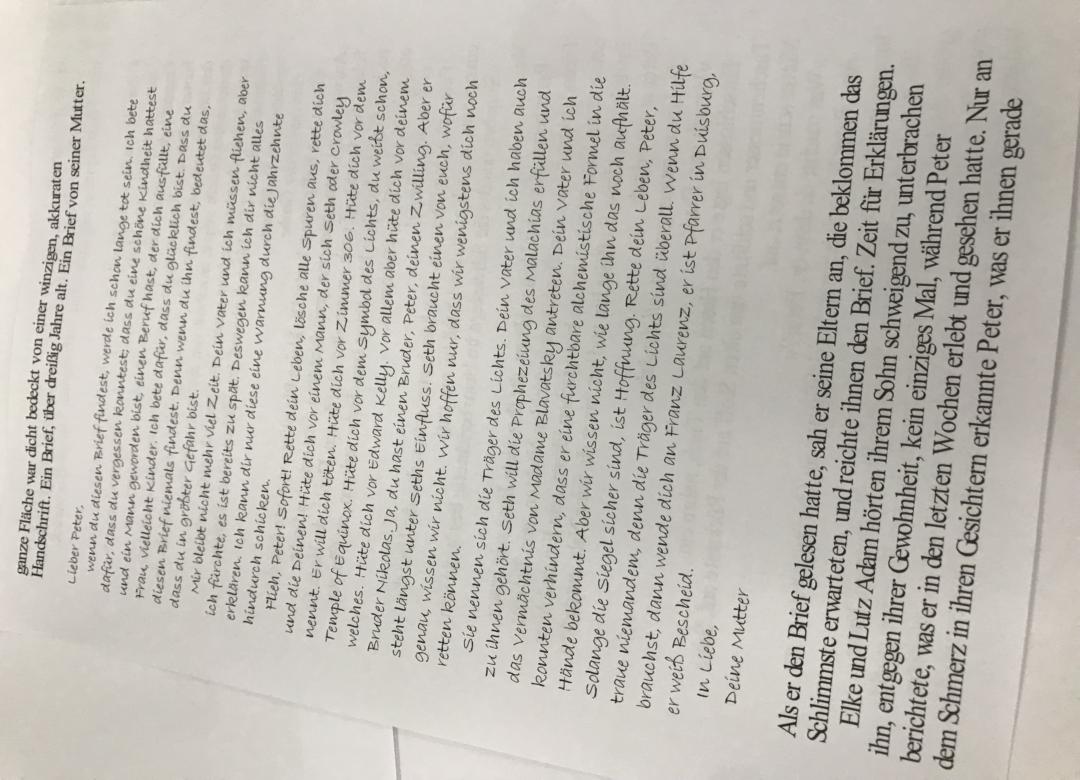 ganze Fläche war dicht bedeckt von einer winzigen, akkuraten
Handschrift. Ein Brief, über dreißig Jahre alt. Ein Brief von seiner Mutter.
Lieber Peter,
wenn du diesen Brief findest, werde ich schon lange tot sein. Ich bete
dafür, dass du vergessen konntest; dass du eine schöne Kindheit hattest
und ein Mann geworden bist, einen Beruf hast, der dich ausfüllt, eine
Frau, vielleicht Kinder. Ich bete dafür, dass du glücklich bist. Dass du
diesen Brief niemals findest. Denn wenn du ihn findest, bedeutet das,
dass du in größter Gefahr bist.
Mir bleibt nicht mehr viel Zeit. Dein Vater und ich müssen fliehen, aber
ich fürchte, es ist bereits zu spät. Deswegen kann ich dir nicht alles
erklären. Ich kann dir nur diese eine Warnung durch die Jahrzehnte
hindurch schicken.
Flieh, Peter! Sofort! Rette dein Leben, lösche alle Spuren aus, rette dich
und die Deinen! Hüte dich vor einem Mann, der sich Seth oder Crowley
nennt. Er will dich töten. Hüte dich vor Zimmer 306. Hüte dich vor dem
Temple of Equinox. Hüte dich vor dem Symbol des Lichts, du weißt schon,
welches. Hüte dich vor Edward Kelly. Vor allem aber hüte dich vor deinem
Bruder Nikolas. Ja, du hast einen Bruder, Peter, deinen Zwilling. Aber er
steht längst unter Seths Einfluss. Seth braucht einen von euch, wofür
genau, wissen wir nicht. Wir hoffen nur, dass wir wenigstens dich noch
retten können.
Sie nennen sich die Träger des Lichts. Dein Vater und ich haben auch
zu ihnen gehört. Seth will die Prophezeiung des Malachias erfüllen und
das Vermächtnis von Madame Blavatsky antreten. Dein Vater und ich
konnten verhindern, dass er eine furchtbare alchemistische Formel in die
Hände bekommt. Aber wir wissen nicht, wie lange ihn das noch aufhält.
Solange die Siegel sicher sind, ist Hoffnung. Rette dein Leben, Peter,
traue niemandem, denn die Träger des Lichts sind überall. Wenn du Hilfe
brauchst, dann wende dich an Franz Laurenz, er ist Pfarrer in Duisburg,
er weiß Bescheid.
In Liebe,
Deine Mutter
Als er den Brief gelesen hatte, sah er seine Eltern an, die beklommen das
Schlimmste erwarteten, und reichte ihnen den Brief. Zeit für Erklärungen.
Elke und Lutz Adam hörten ihrem Sohn schweigend zu, unterbrachen
ihn, entgegen ihrer Gewohnheit, kein einziges Mal, während Peter
berichtete, was er in den letzten Wochen erlebt und gesehen hatte. Nur an
dem Schmerz in ihren Gesichtern erkannte Peter, was er ihnen gerade